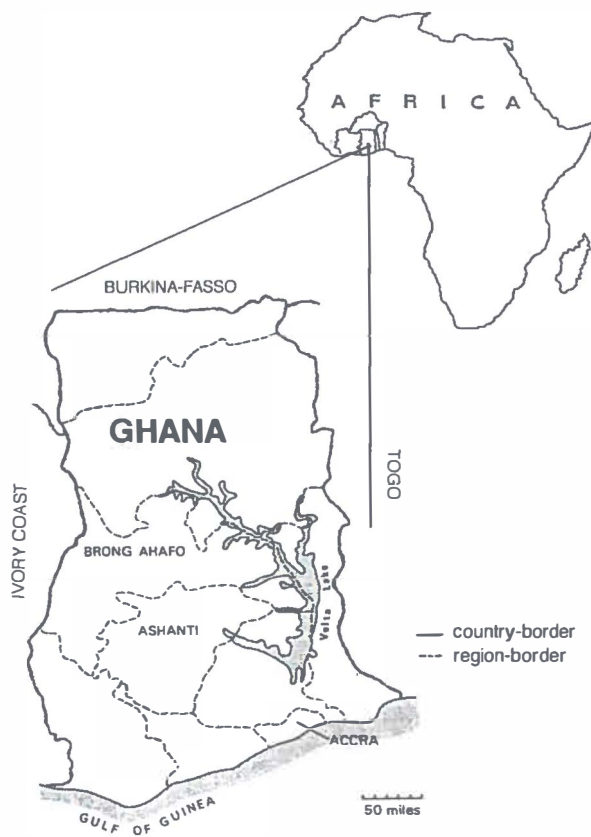 A F R I C A
BURKINA-FASSO
GHANA
TOGO
IVORY COAST
BRONG AHAFO
Volta Lake
ASHANTI
country-border
region-border
ACCRA
50 miles
GULF OF GUINEA